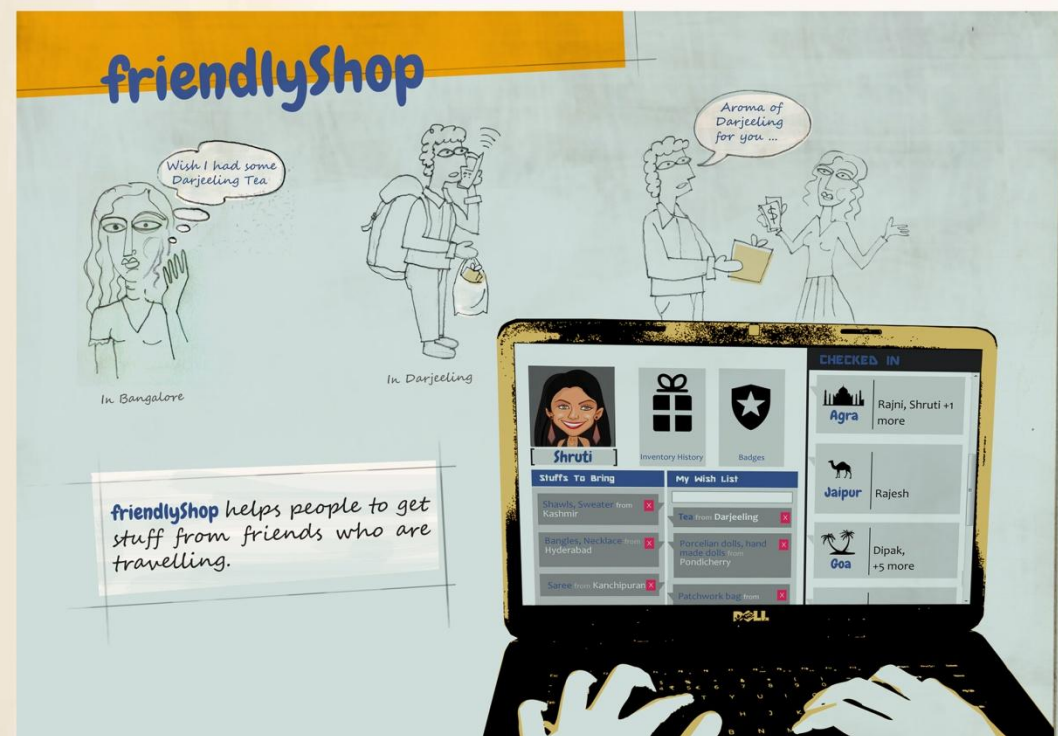 friendlyShop
Wish I had some
Darjeeling Tea
In Bangalore
In Darjeeling
Aroma of
Darjeeling
for you ...
$
friendlyShop helps people to get
stuff from friends who are
travelling.
Shruti
Inventory History
Badges
Stuffs To Bring
Shawls, Sweater from
Kashmir
X
Bangles, Necklace from
Hyderabad
X
Saree from Kanchipuran
X
My Wish List
Tea from Darjeeling
X
Porcelian dolls, hand
made dolls from
Pondicherry
X
Patchwork bag from
X
CHECKED IN
Agra
Rajni, Shruti +1
more
Jaipur
Rajesh
Goa
Dipak,
+5 more
DELL